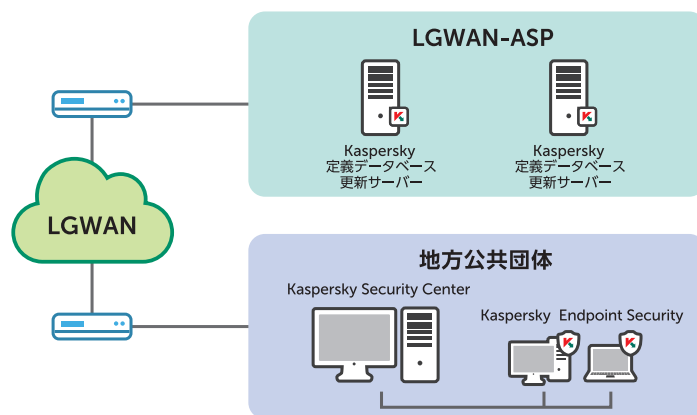 LGWAN-ASP
Kaspersky
定義データベース
更新サーバー
Kaspersky
定義データベース
更新サーバー
LGWAN
地方公共団体
Kaspersky Security Center
Kaspersky Endpoint Security